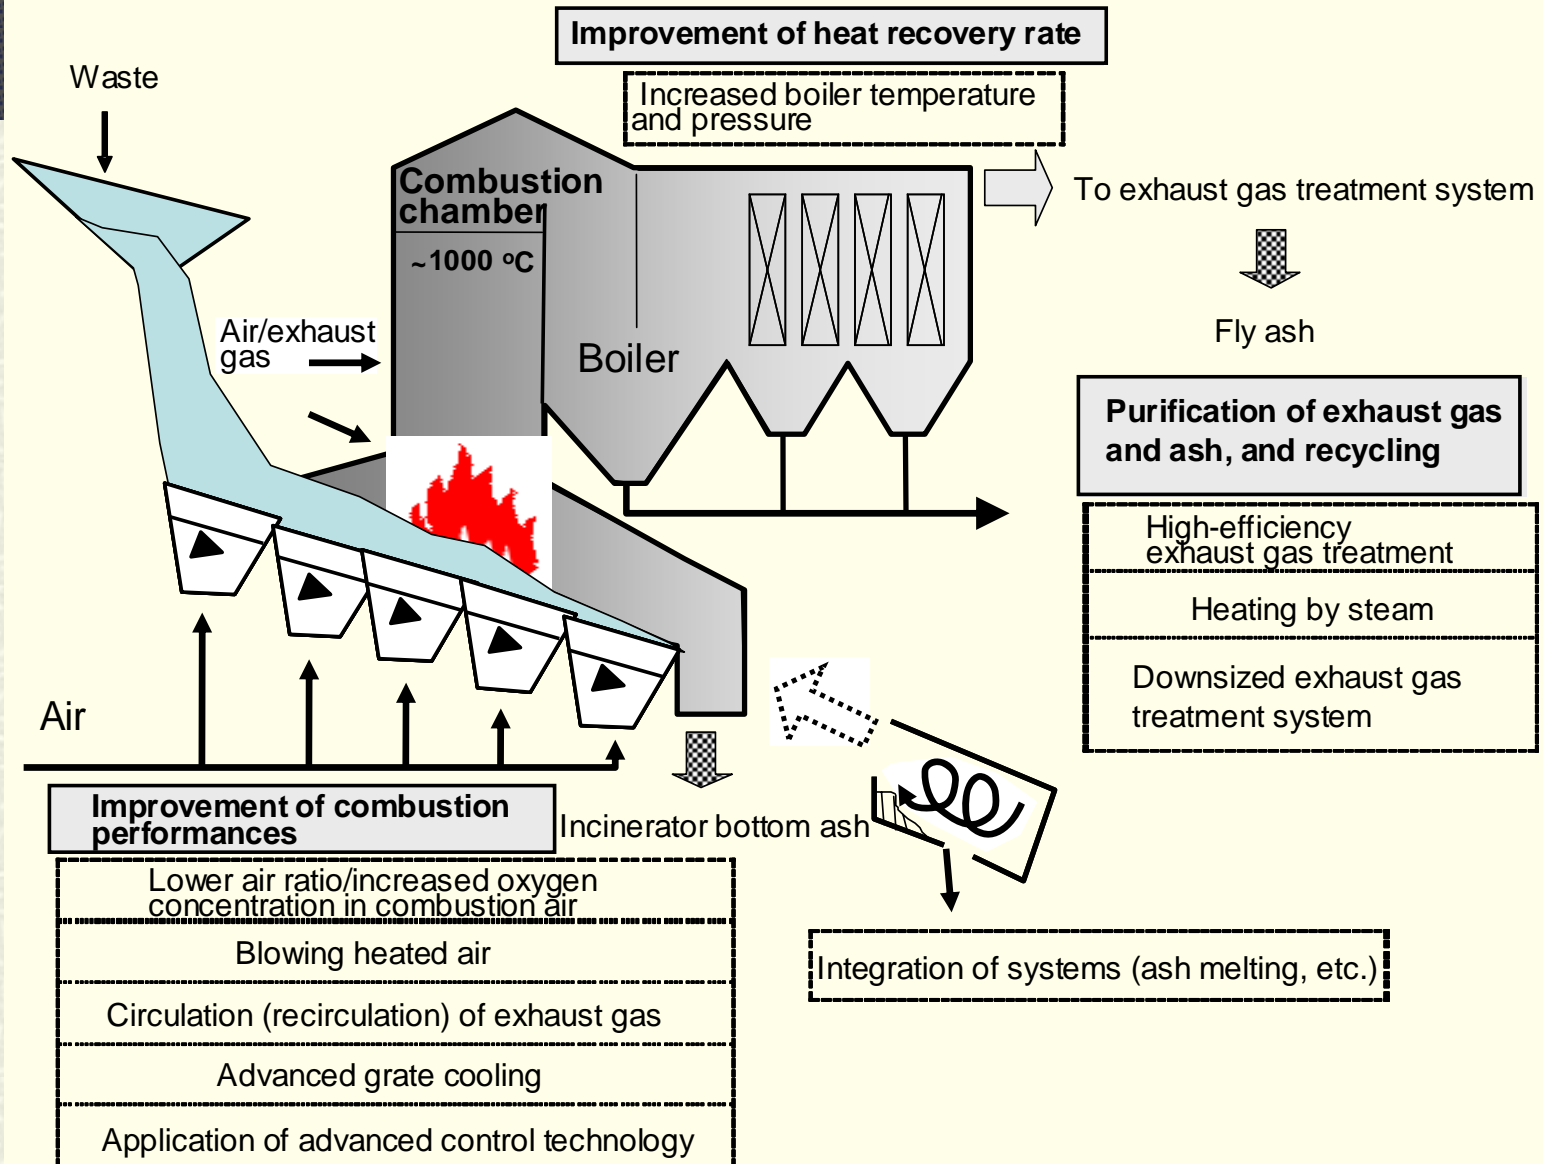 Improvement of heat recovery rate
Increased boiler temperature
and pressure
Waste
Combustion
chamber
~1000 ºC
To exhaust gas treatment system
Air/exhaust
gas
Boiler
Fly ash
Purification of exhaust gas
and ash, and recycling
High-efficiency
exhaust gas treatment
Heating by steam
Downsized exhaust gas
treatment system
Air
Improvement of combustion
performances
Incinerator bottom ash
Lower air ratio/increased oxygen
concentration in combustion air
Blowing heated air
Circulation (recirculation) of exhaust gas
Advanced grate cooling
Application of advanced control technology
Integration of systems (ash melting, etc.)